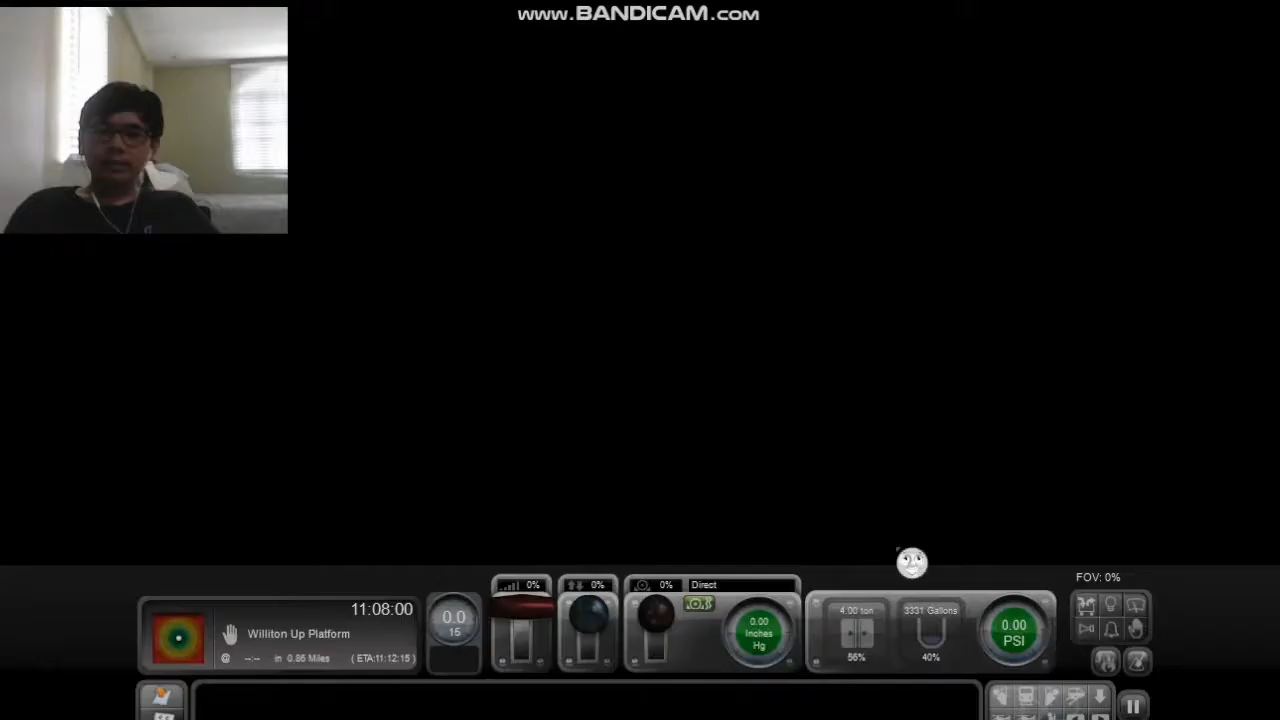 www.BANDICAM.com
FOV: 0%
0%
0%
0%
Direct
11:08:00
Williton Up Platform
@ --:-- in 0.86 Miles ( ETA:11:12:15 )
0.0
15
0.00
Inches
Hg
4.00 ton
56%
3331 Gallons
40%
0.00
PSI